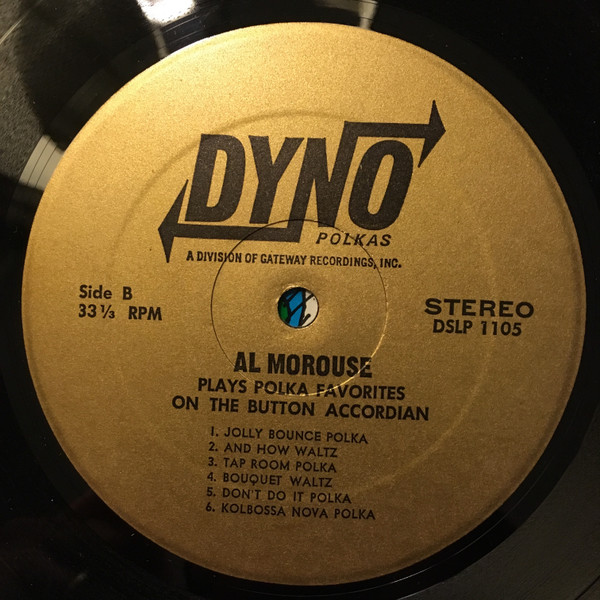 DYNO
POLKAS
A DIVISION OF GATEWAY RECORDINGS, INC.
Side B
33 ⅓ RPM
STEREO
DSLP 1105
AL MOROUSE
PLAYS POLKA FAVORITES
ON THE BUTTON ACCORDIAN
1. JOLLY BOUNCE POLKA
2. AND HOW WALTZ
3. TAP ROOM POLKA
4. BOUQUET WALTZ
5. DON'T DO IT POLKA
6. KOLBOSSA NOVA POLKA